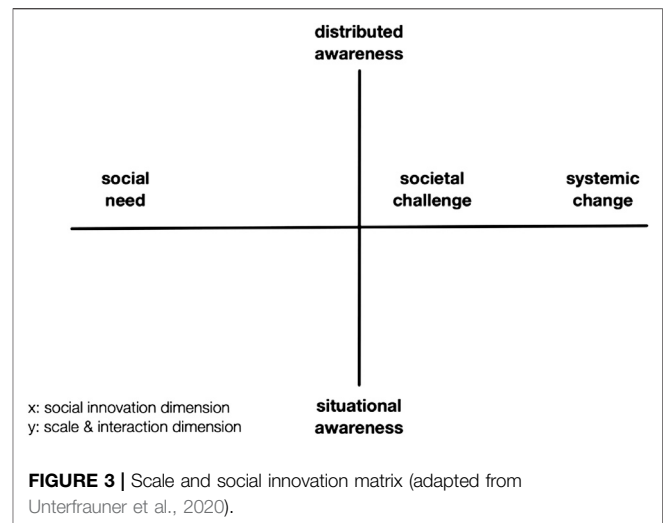 distributed
awareness
social
need
societal
challenge
systemic
change
x: social innovation dimension
y: scale & interaction dimension
situational
awareness
FIGURE 3 | Scale and social innovation matrix (adapted from
Unterfrauner et al., 2020).